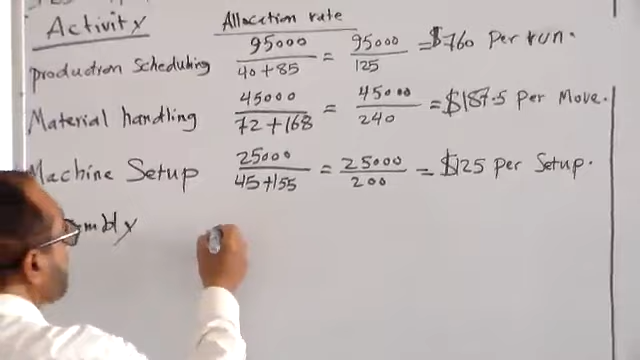 Activity Allocation rate
production Scheduling 95000 / 40+85 = 95000 / 125 = $760 Per run.
Material handling 45000 / 72+168 = 45000 / 240 = $187.5 Per Move.
Machine Setup 25000 / 45+155 = 25000 / 200 = $125 per Setup.
mbly